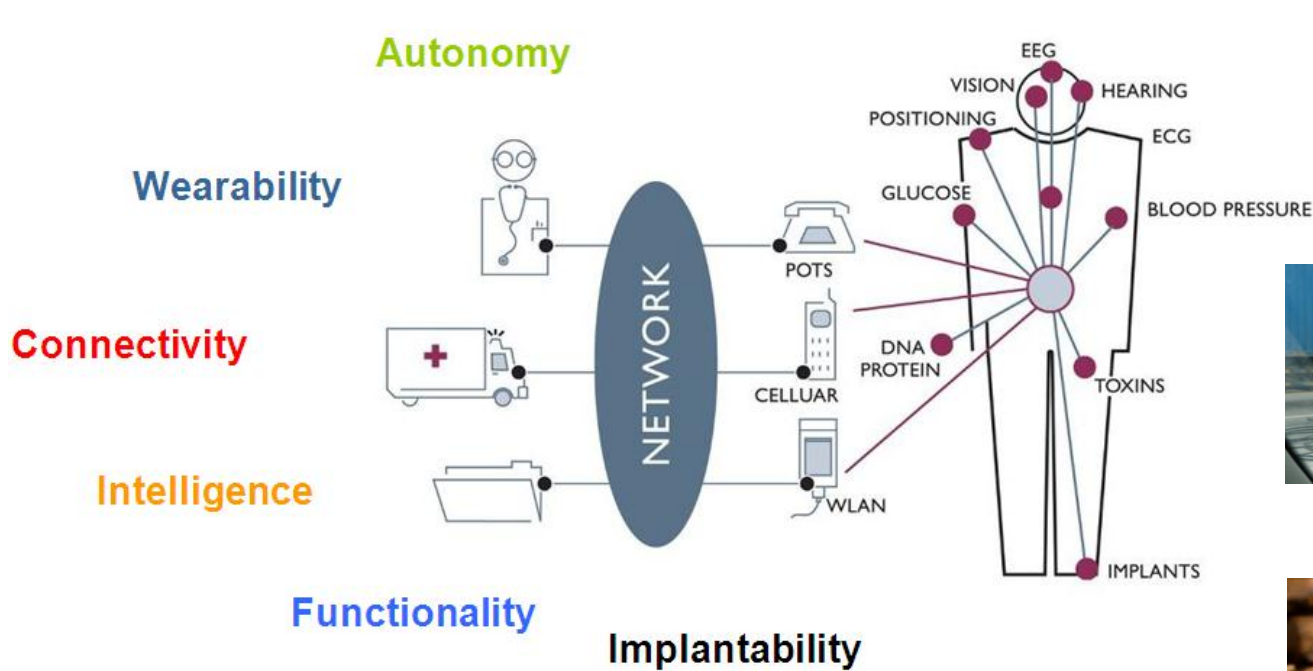 Autonomy
EEG
VISION
HEARING
POSITIONING
ECG
Wearability
GLUCOSE
BLOOD PRESSURE
NETWORK
POTS
Connectivity
DNA
PROTEIN
TOXINS
CELLUAR
Intelligence
WLAN
IMPLANTS
Functionality
Implantability